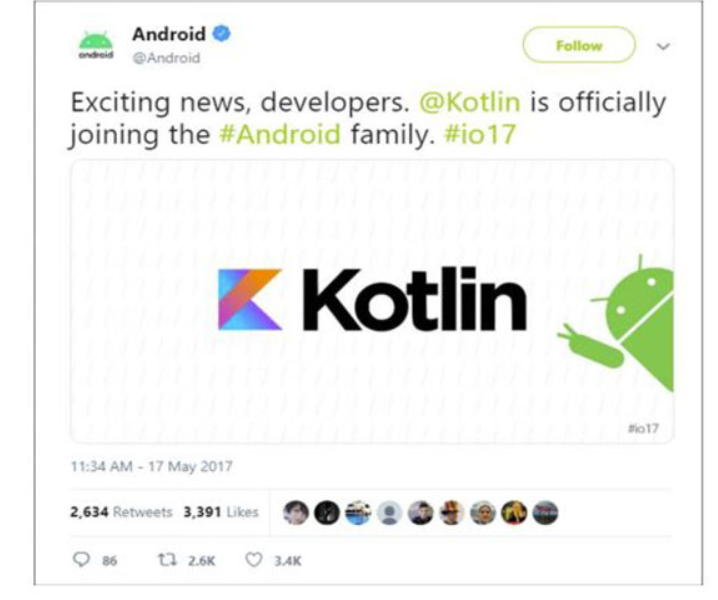 Android
android
@Android
Follow
Exciting news, developers. @Kotlin is officially
joining the #Android family. #io17
Kotlin
#io17
11:34 AM - 17 May 2017
2,634 Retweets 3,391 Likes
86 2.6K 3.4K